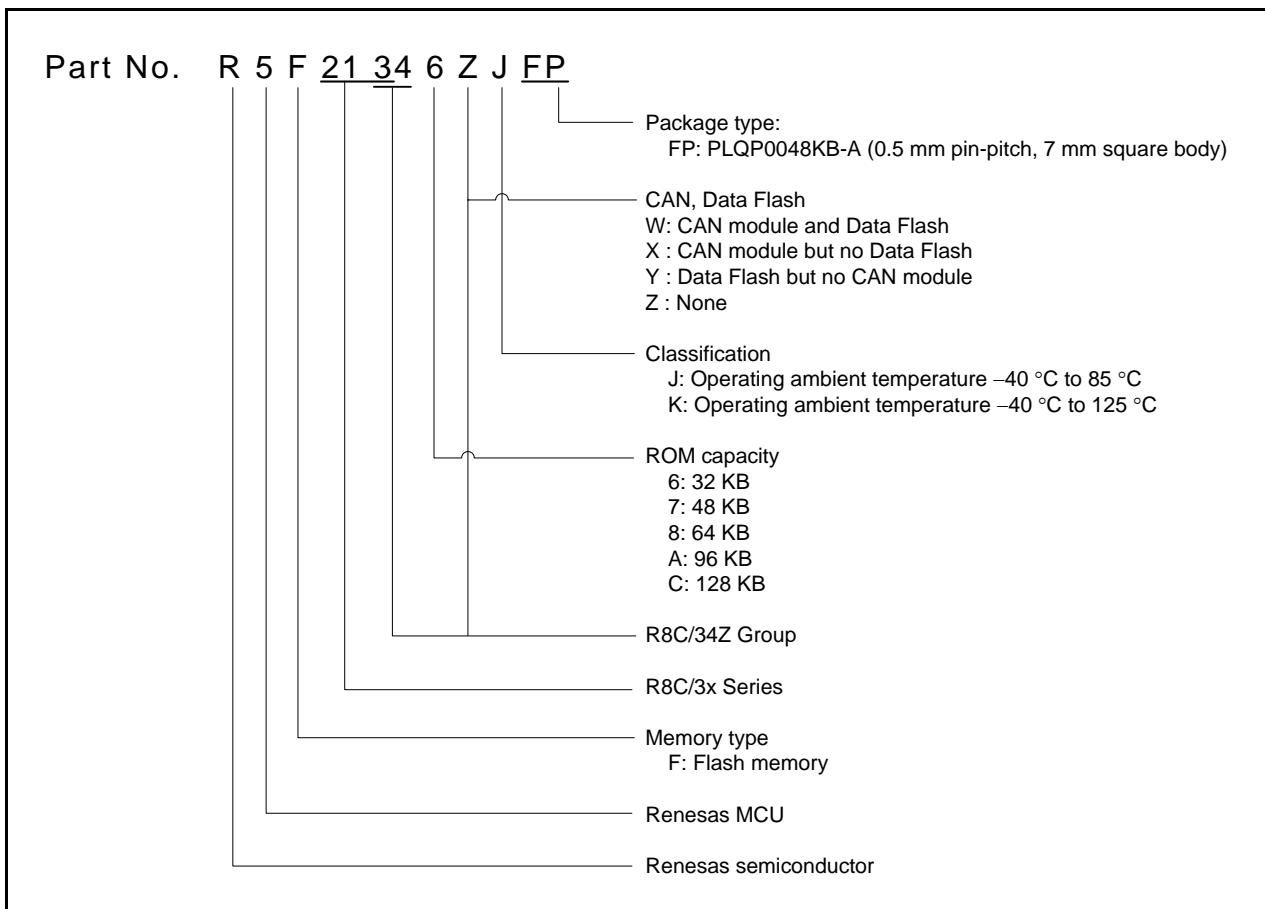 Part No. R 5 F 21 34 6 Z J FP
Package type:
FP: PLQP0048KB-A (0.5 mm pin-pitch, 7 mm square body)
CAN, Data Flash
W: CAN module and Data Flash
X : CAN module but no Data Flash
Y : Data Flash but no CAN module
Z : None
Classification
J: Operating ambient temperature −40 °C to 85 °C
K: Operating ambient temperature −40 °C to 125 °C
ROM capacity
6: 32 KB
7: 48 KB
8: 64 KB
A: 96 KB
C: 128 KB
R8C/34Z Group
R8C/3x Series
Memory type
F: Flash memory
Renesas MCU
Renesas semiconductor